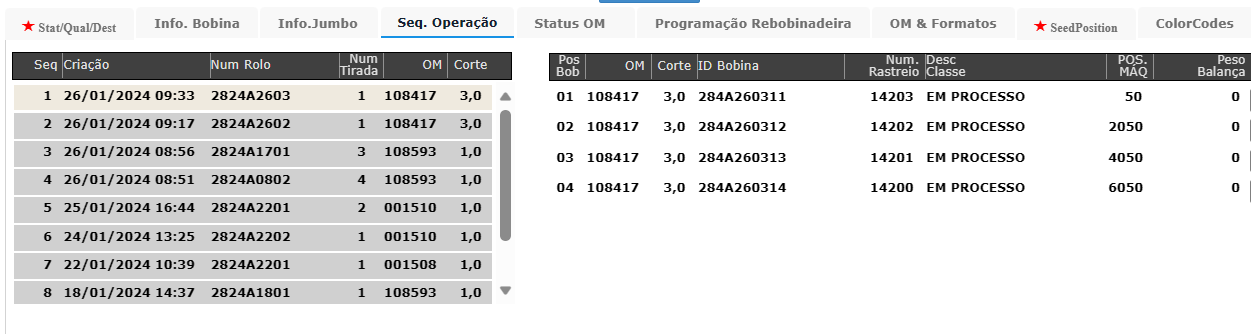 ★ Stat/Qual/Dest Info. Bobina Info.Jumbo Seq. Operação Status OM Programação Rebobinadeira OM & Formatos ★ SeedPosition ColorCodes
Seq Criação Num Rolo Num Tirada OM Corte
1 26/01/2024 09:33 2824A2603 1 108417 3,0
2 26/01/2024 09:17 2824A2602 1 108417 3,0
3 26/01/2024 08:56 2824A1701 3 108593 1,0
4 26/01/2024 08:51 2824A0802 4 108593 1,0
5 25/01/2024 16:44 2824A2201 2 001510 1,0
6 24/01/2024 13:25 2824A2202 1 001510 1,0
7 22/01/2024 10:39 2824A2201 1 001508 1,0
8 18/01/2024 14:37 2824A1801 1 108593 1,0
Pos Bob OM Corte ID Bobina Num. Rastreio Desc Classe POS. MÁQ Peso Balança
01 108417 3,0 284A260311 14203 EM PROCESSO 50 0
02 108417 3,0 284A260312 14202 EM PROCESSO 2050 0
03 108417 3,0 284A260313 14201 EM PROCESSO 4050 0
04 108417 3,0 284A260314 14200 EM PROCESSO 6050 0